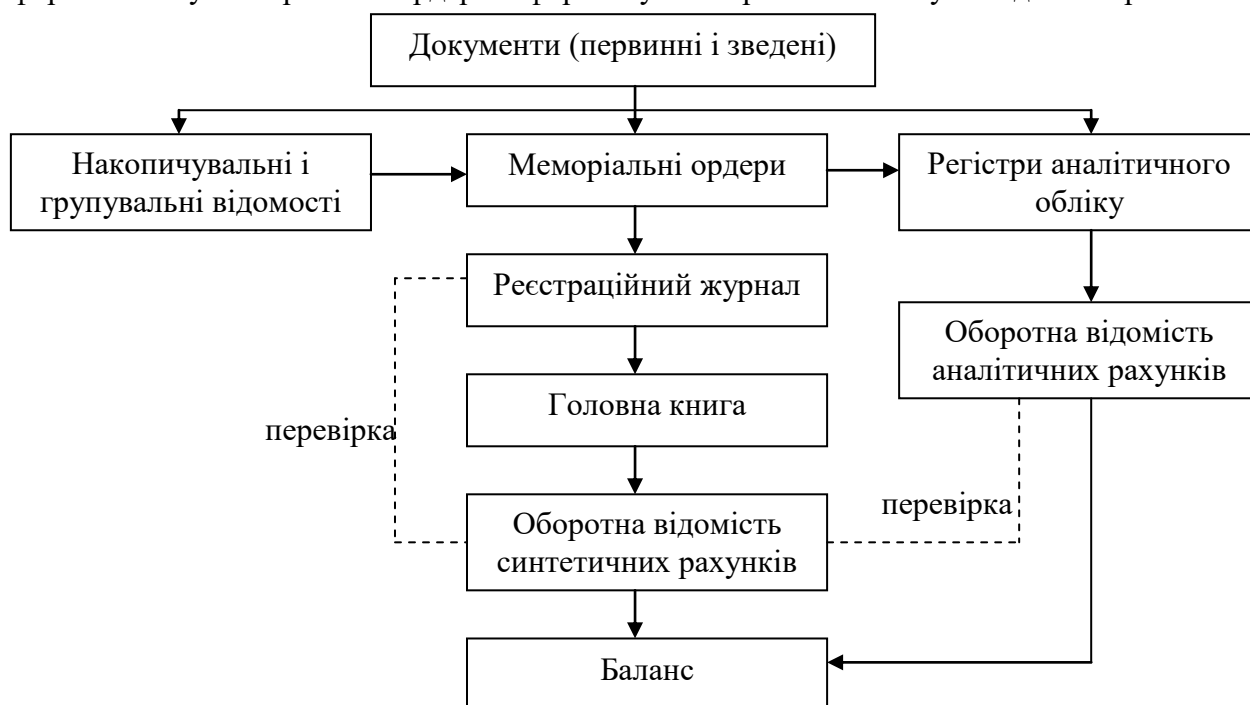 Документи (первинні і зведені)
Накопичувальні і
групувальні відомості
Меморіальні ордери
Регістри аналітичного
обліку
Реєстраційний журнал
Оборотна відомість
аналітичних рахунків
Головна книга
перевірка
перевірка
Оборотна відомість
синтетичних рахунків
Баланс